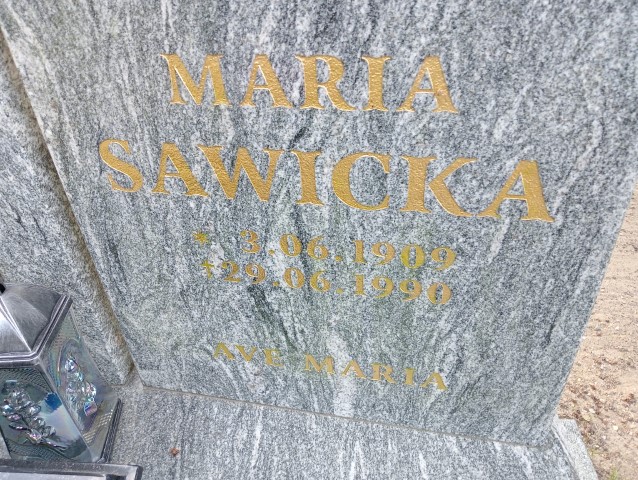 MARIA
SAWICKA
* 3.06.1909
†29.06.1990
AVE MARIA